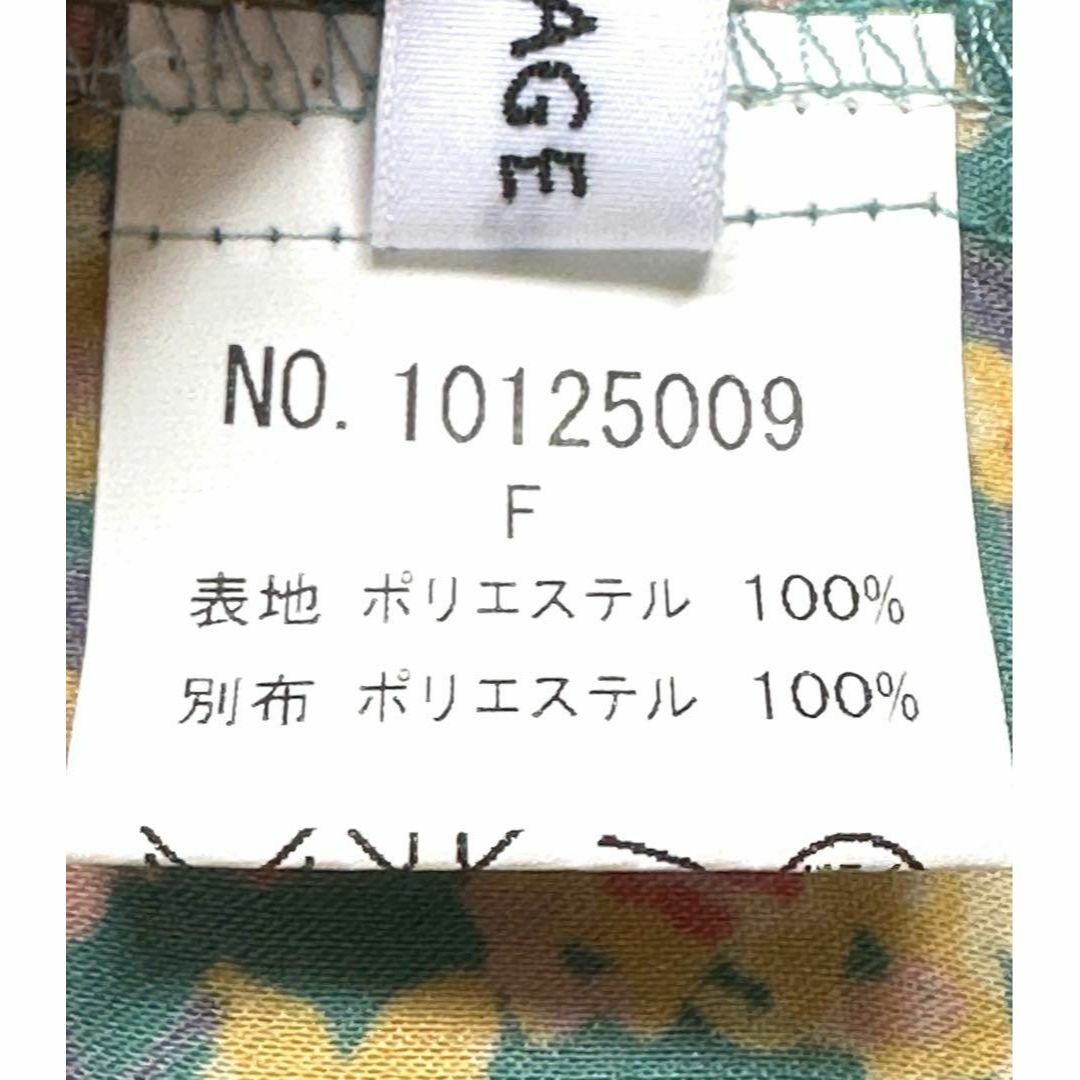 AGE
NO. 10125009
F
表地 ポリエステル 100%
別布 ポリエステル 100%